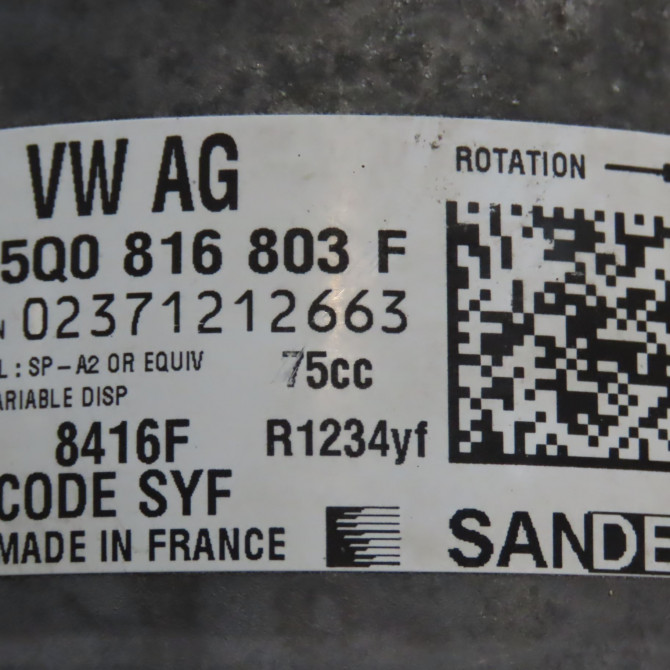 VW AG
ROTATION
5Q0 816 803 F
N 02371212663
L : SP-A2 OR EQUIV
75cc
ARIABLE DISP
8416F
R1234yf
CODE SYF
MADE IN FRANCE
SANDE